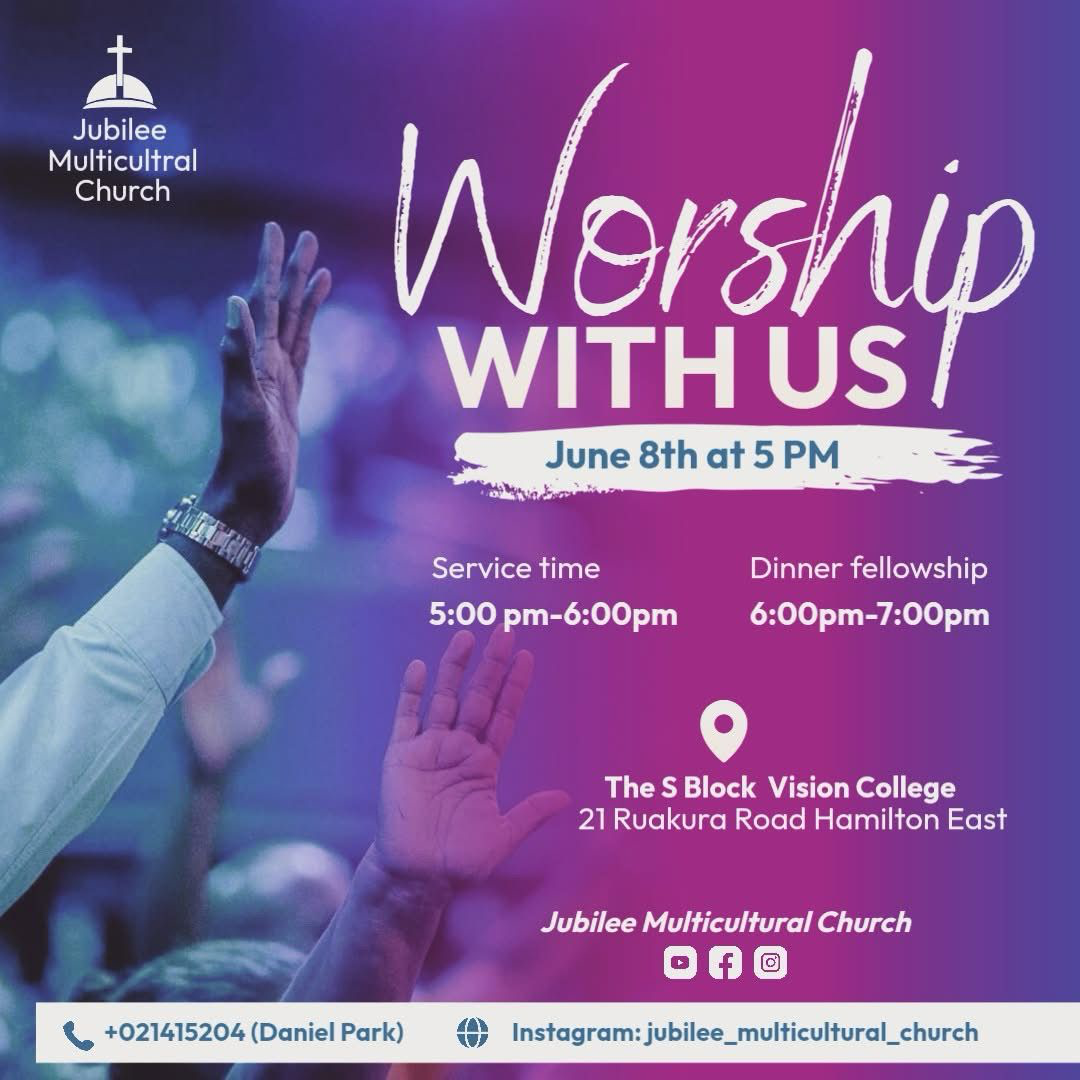 Jubilee
Multicultral
Church
Worship
WITH US
June 8th at 5 PM
Service time
5:00 pm-6:00pm
Dinner fellowship
6:00pm-7:00pm
The S Block Vision College
21 Ruakura Road Hamilton East
Jubilee Multicultural Church
+021415204 (Daniel Park)
Instagram: jubilee_multicultural_church